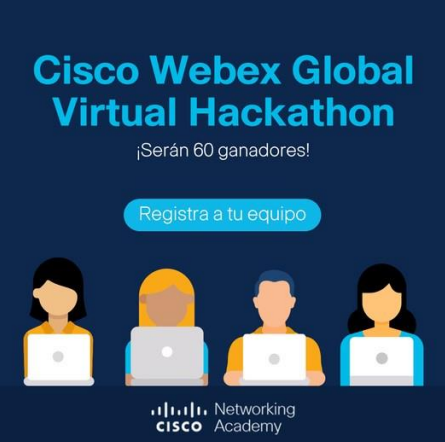 Cisco Webex Global
Virtual Hackathon
¡Serán 60 ganadores!
Registra a tu equipo
cisco Networking
Academy